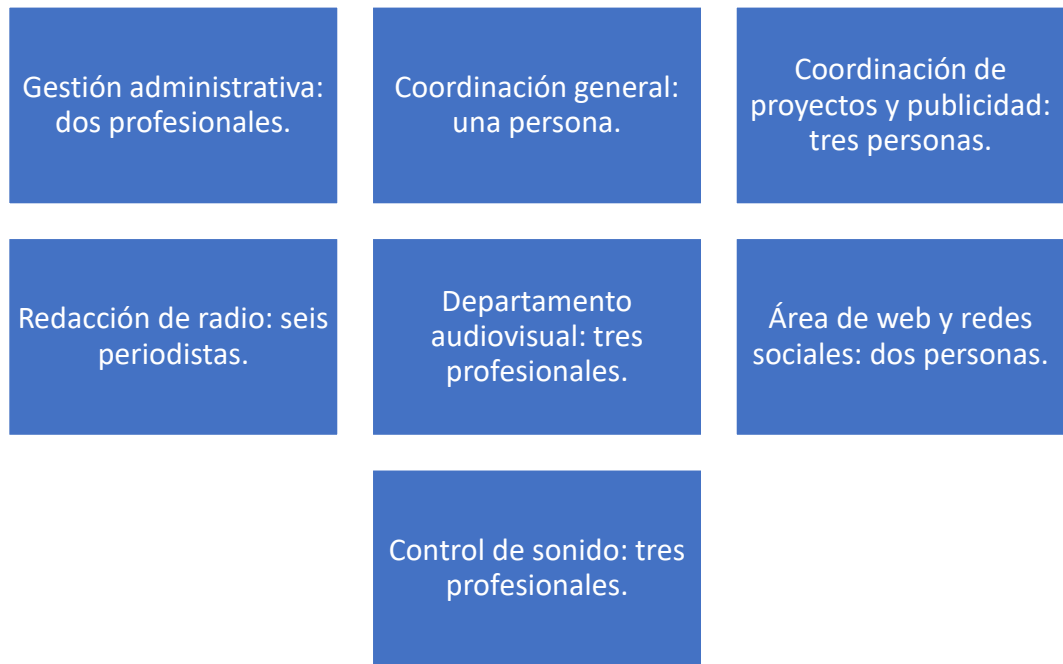 Gestión administrativa:
dos profesionales.
Coordinación general:
una persona.
Coordinación de
proyectos y publicidad:
tres personas.
Redacción de radio: seis
periodistas.
Departamento
audiovisual: tres
profesionales.
Área de web y redes
sociales: dos personas.
Control de sonido: tres
profesionales.